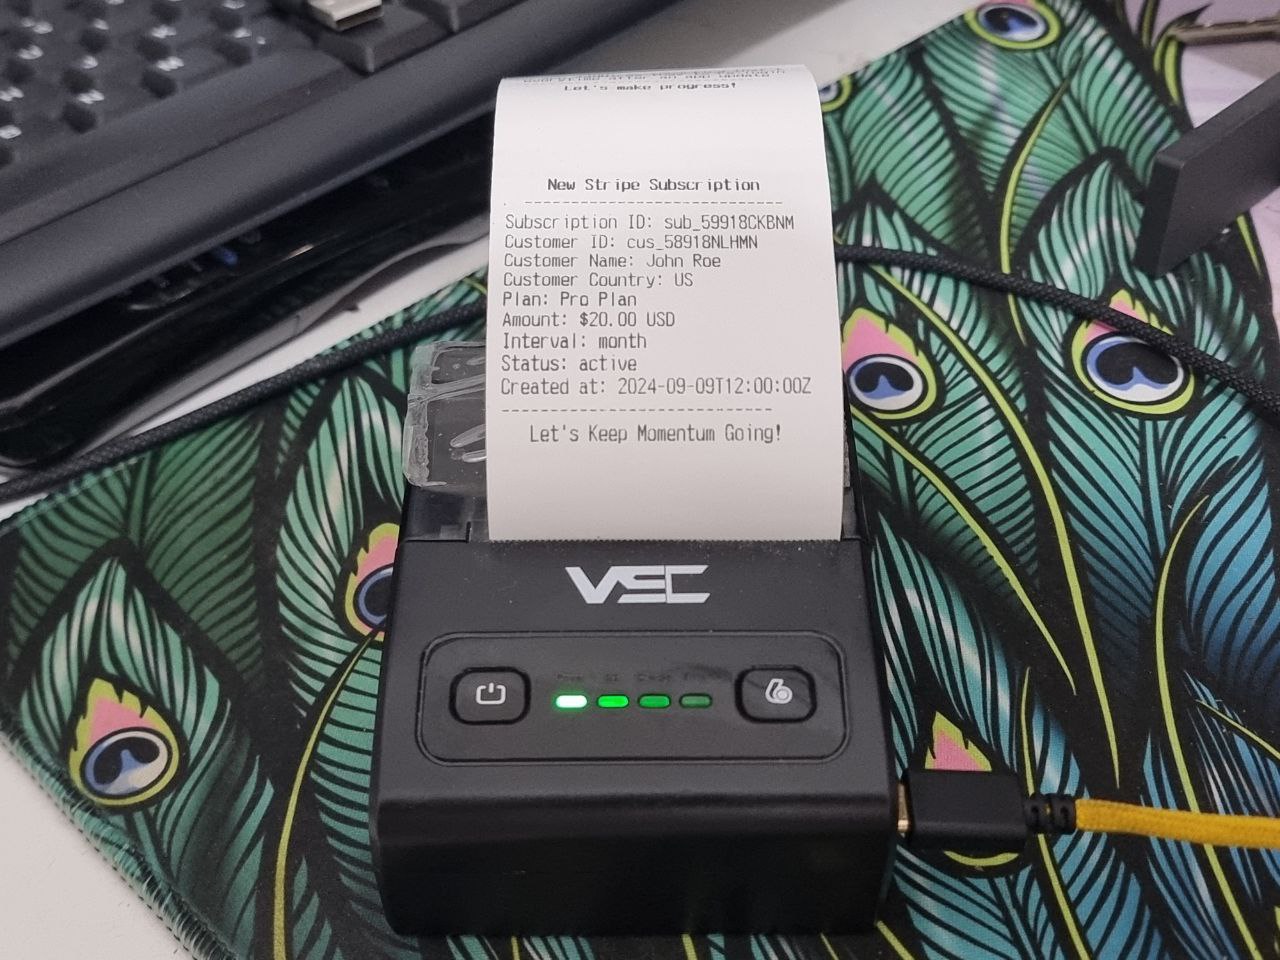 Let's make progress!
New Stripe Subscription
----------------------------
Subscription ID: sub_59918CKBNM
Customer ID: cus_58918NLHMN
Customer Name: John Roe
Customer Country: US
Plan: Pro Plan
Amount: $20.00 USD
Interval: month
Status: active
Created at: 2024-09-09T12:00:00Z
----------------------------
Let's Keep Momentum Going!
VSC